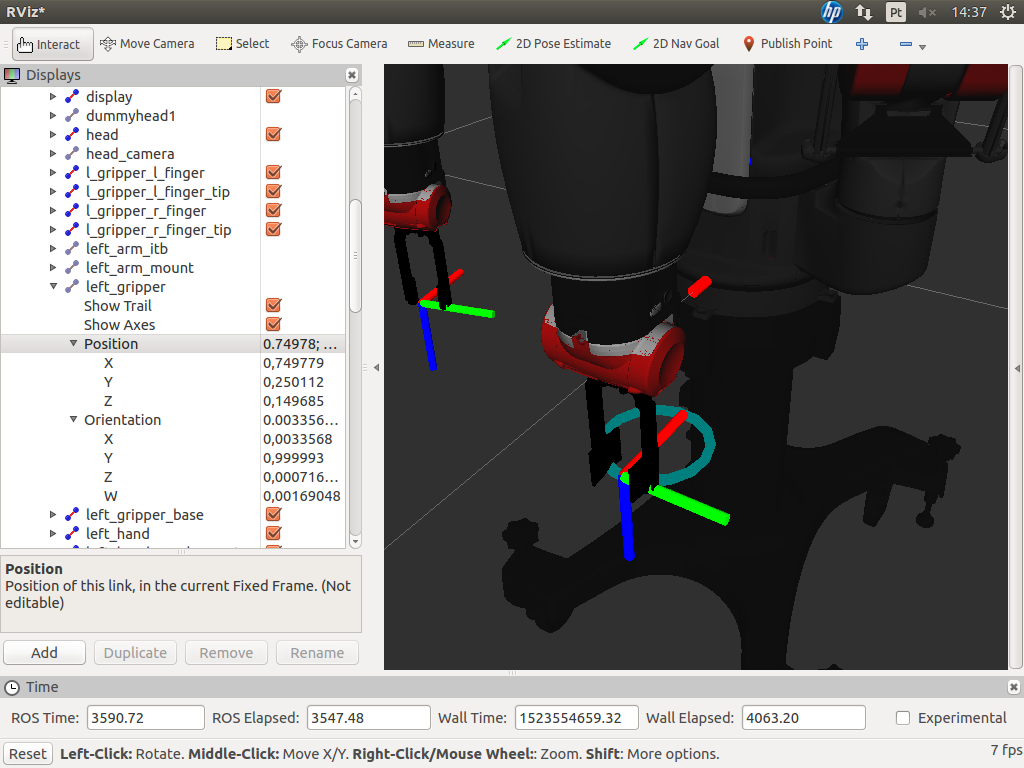 RViz*
hp
Pt
14:37
Interact
Move Camera
Select
Focus Camera
Measure
2D Pose Estimate
2D Nav Goal
Publish Point
Displays
display
dummyhead1
head
head_camera
l_gripper_l_finger
l_gripper_l_finger_tip
l_gripper_r_finger
l_gripper_r_finger_tip
left_arm_itb
left_arm_mount
left_gripper
Show Trail
Show Axes
Position 0.74978; ...
X 0,749779
Y 0,250112
Z 0,149685
Orientation 0.003356...
X 0,0033568
Y 0,999993
Z 0,000716...
W 0,00169048
left_gripper_base
left_hand
Position
Position of this link, in the current Fixed Frame. (Not
editable)
Add Duplicate Remove Rename
Time
ROS Time: 3590.72 ROS Elapsed: 3547.48 Wall Time: 1523554659.32 Wall Elapsed: 4063.20 Experimental
Reset Left-Click: Rotate. Middle-Click: Move X/Y. Right-Click/Mouse Wheel:: Zoom. Shift: More options. 7 fps